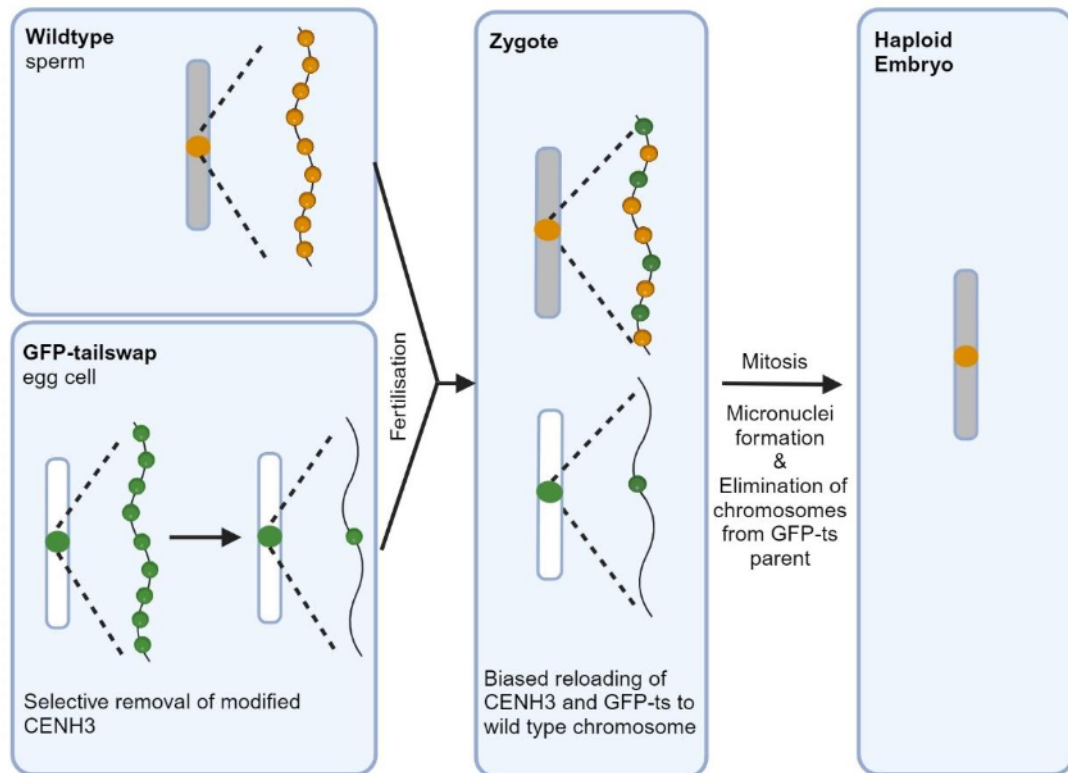 Wildtype
sperm
GFP-tailswap
egg cell
Selective removal of modified
CENH3
Fertilisation
Zygote
Biased reloading of
CENH3 and GFP-ts to
wild type chromosome
Mitosis
Micronuclei
formation
&
Elimination of
chromosomes
from GFP-ts
parent
Haploid
Embryo